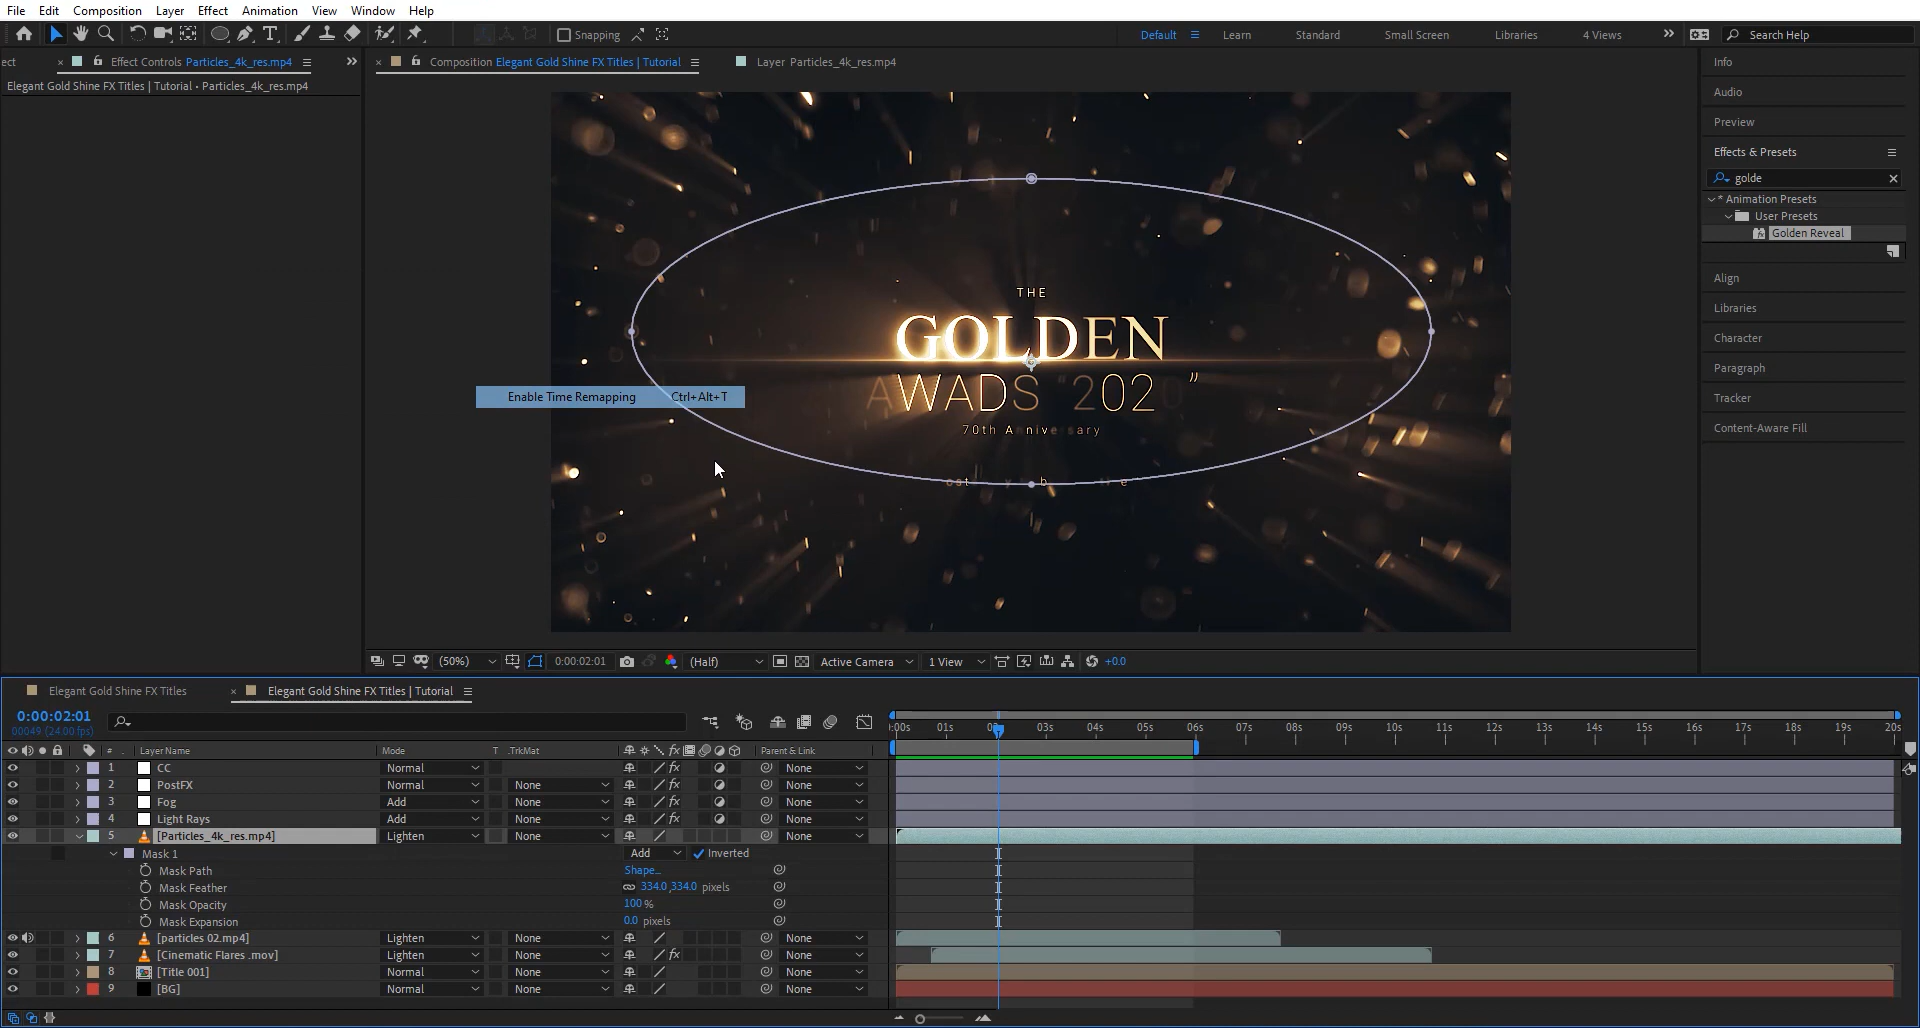 File Edit Composition Layer Effect Animation View Window Help
Snapping
Default Learn Standard Small Screen Libraries 4 Views Search Help
ect Effect Controls Particles_4k_res.mp4
Elegant Gold Shine FX Titles | Tutorial • Particles_4k_res.mp4
Composition Elegant Gold Shine FX Titles | Tutorial Layer Particles_4k_res.mp4
THE
GOLDEN
AWADS "202 "
70th Anniversary
ost b e
Enable Time Remapping Ctrl+Alt+T
(50%) 0:00:02:01 (Half) Active Camera 1 View +0.0
Info
Audio
Preview
Effects & Presets
golde
* Animation Presets
User Presets
Golden Reveal
Align
Libraries
Character
Paragraph
Tracker
Content-Aware Fill
Elegant Gold Shine FX Titles Elegant Gold Shine FX Titles | Tutorial
0:00:02:01
00049 (24.00 fps)
:00s 01s 03s 04s 05s 06s 07s 08s 09s 10s 11s 12s 13s 14s 15s 16s 17s 18s 19s 20s
# Layer Name Mode T .TrkMat fx Parent & Link
1 CC Normal fx None
2 PostFX Normal None fx None
3 Fog Add None fx None
4 Light Rays Add None fx None
5 [Particles_4k_res.mp4] Lighten None None
Mask 1 Add Inverted
Mask Path Shape...
Mask Feather 334.0,334.0 pixels
Mask Opacity 100 %
Mask Expansion 0.0 pixels
6 [particles 02.mp4] Lighten None None
7 [Cinematic Flares .mov] Lighten None fx None
8 [Title 001] Normal None None
9 [BG] Normal None None